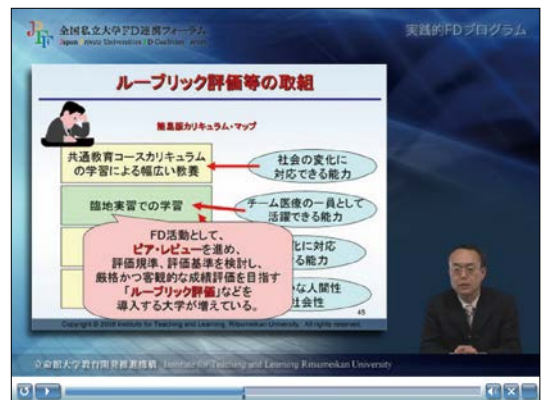 全国私立大学FD連携フォーラム
Japan Private Universities FD Coalition Forum
実践的FDプログラム
ルーブリック評価等の取組
簡易版カリキュラム・マップ
共通教育コースカリキュラム
の学習による幅広い教養
社会の変化に
対応できる能力
臨地実習での学習
チーム医療の一員として
活躍できる能力
FD活動として、
ピア・レビューを進め、
評価規準、評価基準を検討し、
厳格かつ客観的な成績評価を目指す
「ルーブリック評価」などを
導入する大学が増えている。
化に対応
る能力
な人間性
社会性
45
Copyright © 2008 Institute for Teaching and Learning, Ritsumeikan University. All rights reserved.
立命館大学教育開発推進機構 Institute for Teaching and Learning Ritsumeikan University